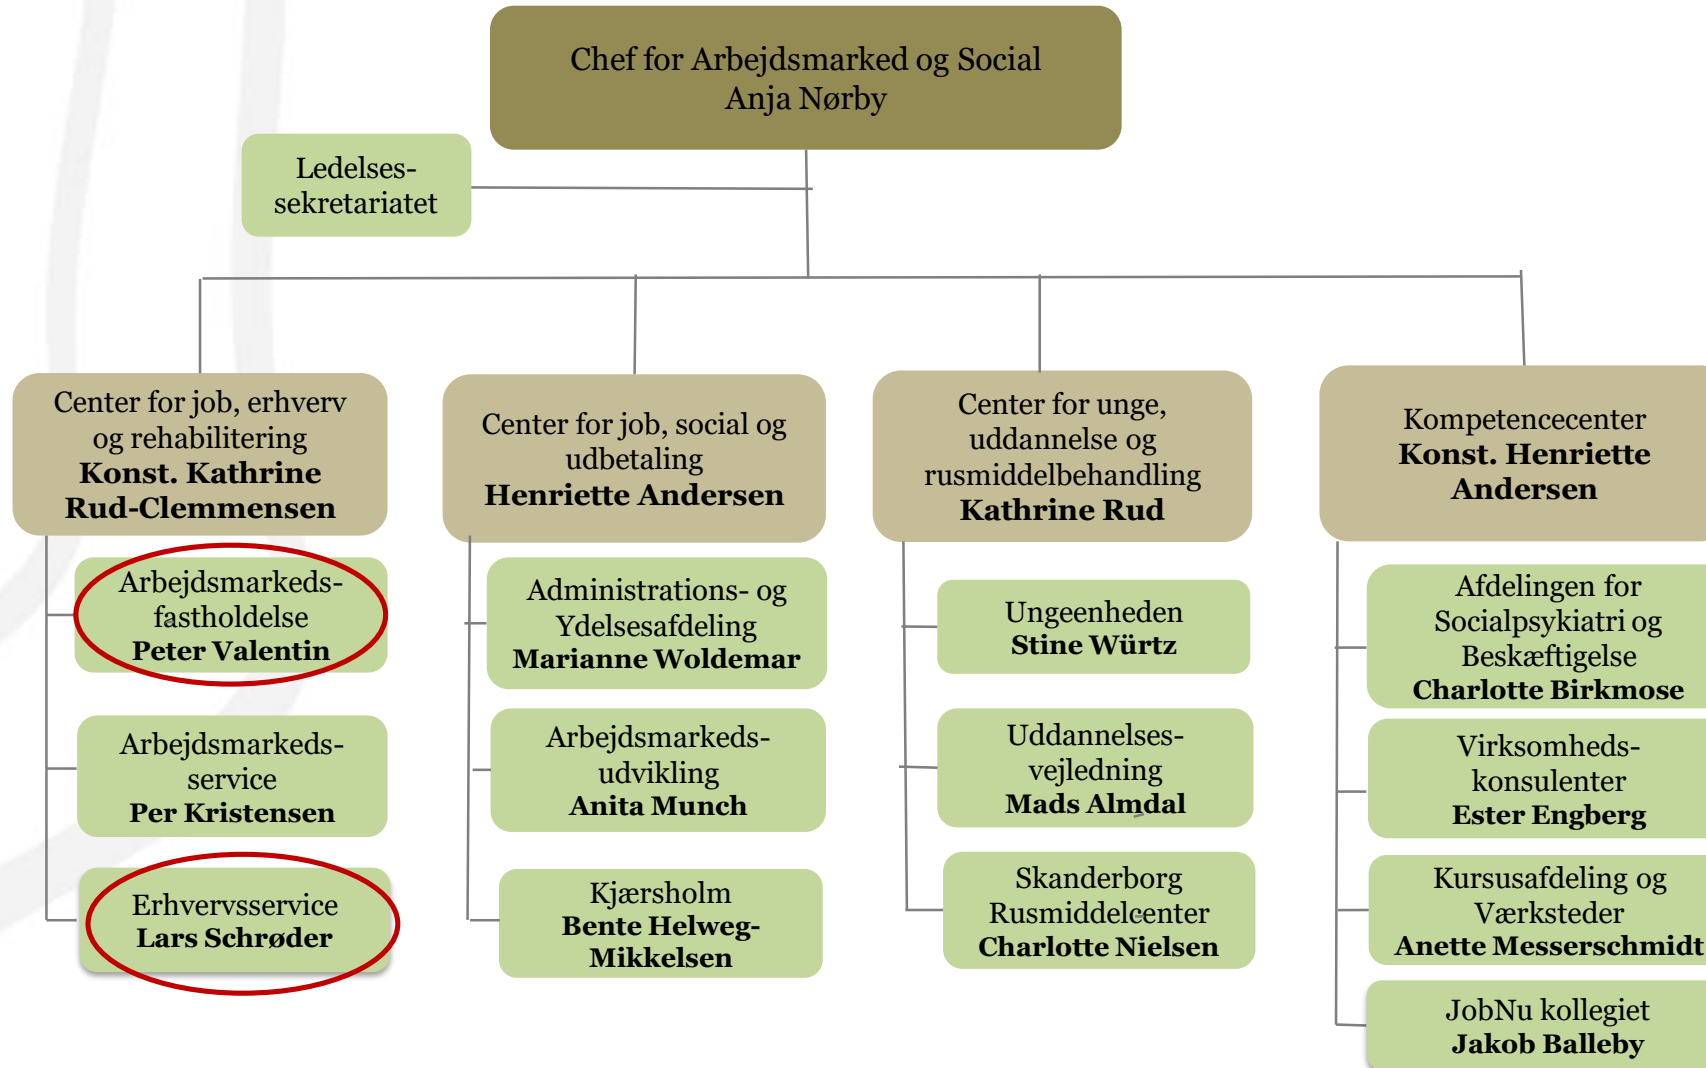 Chef for Arbejdsmarked og Social
Anja Nørby
Ledelses-
sekretariatet
Center for job, erhverv
og rehabilitering
Konst. Kathrine
Rud-Clemmensen
Arbejdsmarkeds-
fastholdelse
Peter Valentin
Arbejdsmarkeds-
service
Per Kristensen
Erhvervsservice
Lars Schrøder
Center for job, social og
udbetaling
Henriette Andersen
Administrations- og
Ydelsesafdeling
Marianne Woldemar
Arbejdsmarkeds-
udvikling
Anita Munch
Kjærsholm
Bente Helweg-
Mikkelsen
Center for unge,
uddannelse og
rusmiddelbehandling
Kathrine Rud
Ungeenheden
Stine Würtz
Uddannelses-
vejledning
Mads Almdal
Skanderborg
Rusmiddelcenter
Charlotte Nielsen
Kompetencecenter
Konst. Henriette
Andersen
Afdelingen for
Socialpsykiatri og
Beskæftigelse
Charlotte Birkmose
Virksomheds-
konsulenter
Ester Engberg
Kursusafdeling og
Værksteder
Anette Messerschmidt
JobNu kollegiet
Jakob Balleby